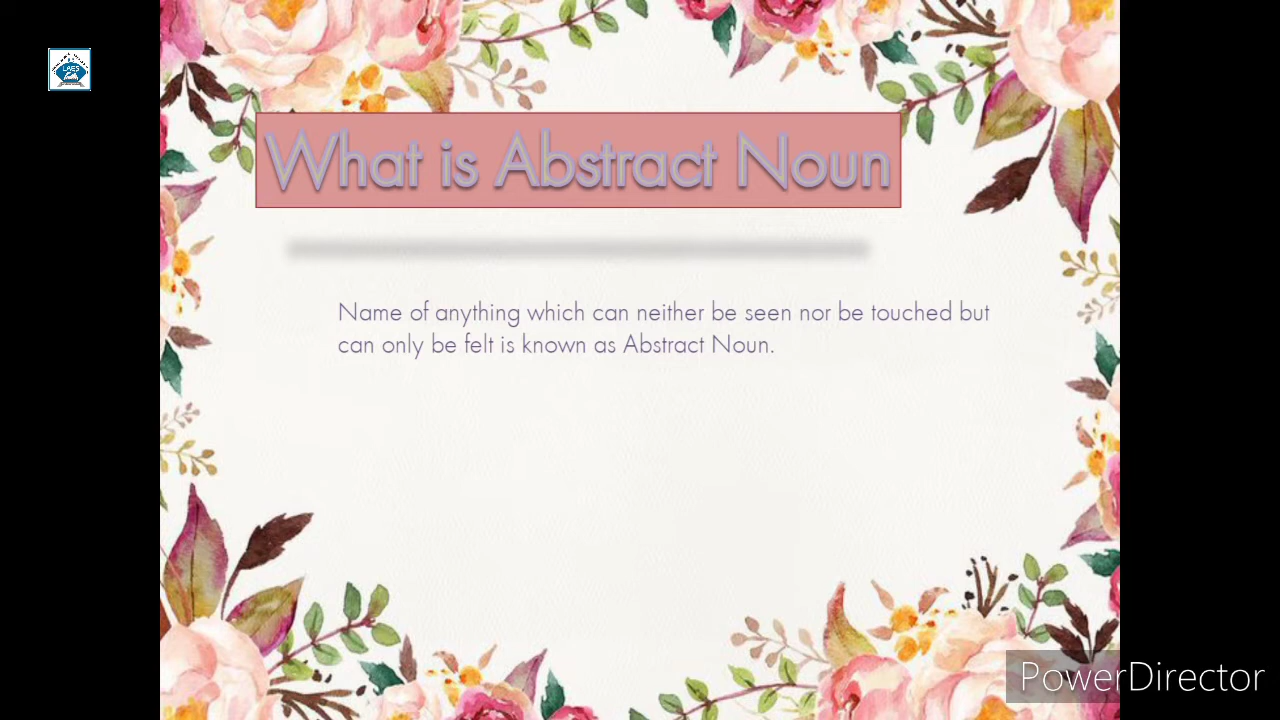 What is Abstract Noun
Name of anything which can neither be seen nor be touched but
can only be felt is known as Abstract Noun.
PowerDirector